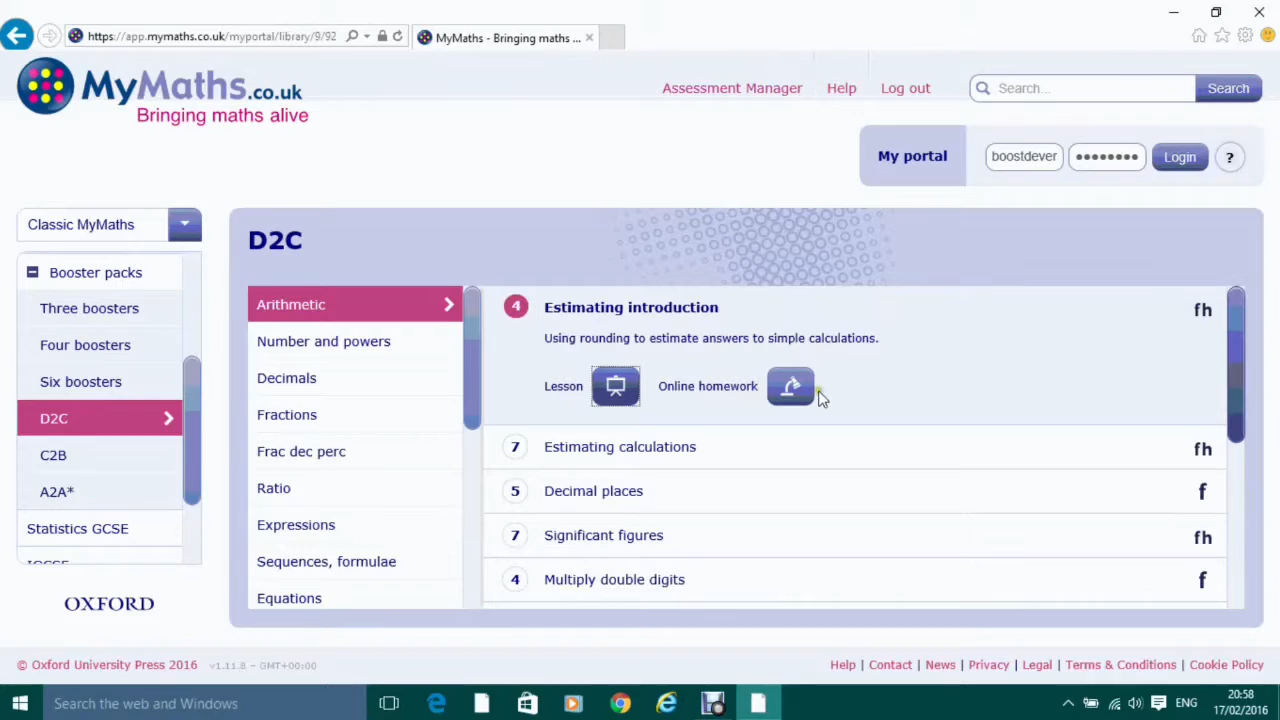 https://app.mymaths.co.uk/myportal/library/9/92
MyMaths - Bringing maths ...
MyMaths.co.uk
Bringing maths alive
Assessment Manager
Help
Log out
Search...
Search
My portal
boostdever
Login
?
Classic MyMaths
Booster packs
Three boosters
Four boosters
Six boosters
D2C
C2B
A2A*
Statistics GCSE
OXFORD
D2C
Arithmetic
Number and powers
Decimals
Fractions
Frac dec perc
Ratio
Expressions
Sequences, formulae
Equations
4 Estimating introduction fh
Using rounding to estimate answers to simple calculations.
Lesson Online homework
7 Estimating calculations fh
5 Decimal places f
7 Significant figures fh
4 Multiply double digits f
© Oxford University Press 2016 v1.11.8 - GMT+00:00
Help | Contact | News | Privacy | Legal | Terms & Conditions | Cookie Policy
Search the web and Windows
ENG
20:58
17/02/2016